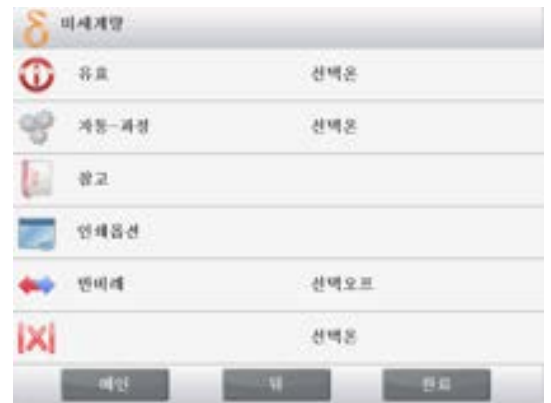 δ 미세계량
유효 선택온
자동-과정 선택온
참고
인쇄옵션
반비례 선택오프
|X| 선택온
메인 뒤 완료